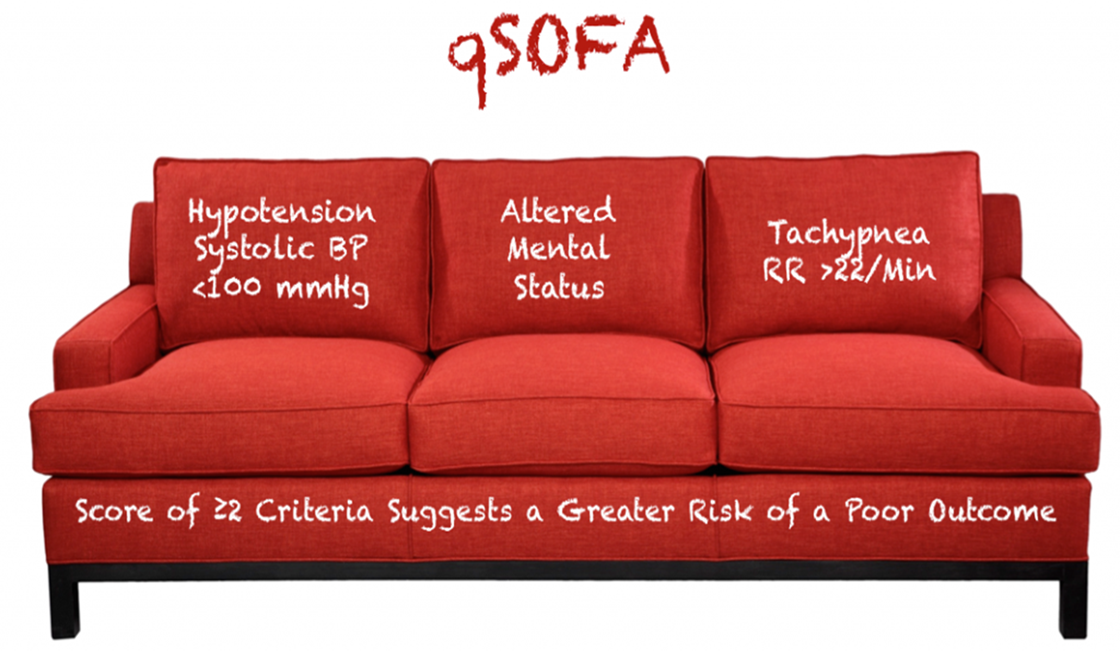 qSOFA
Hypotension
Systolic BP
<100 mmHg
Altered
Mental
Status
Tachypnea
RR >22/Min
Score of ≥2 Criteria Suggests a Greater Risk of a Poor Outcome